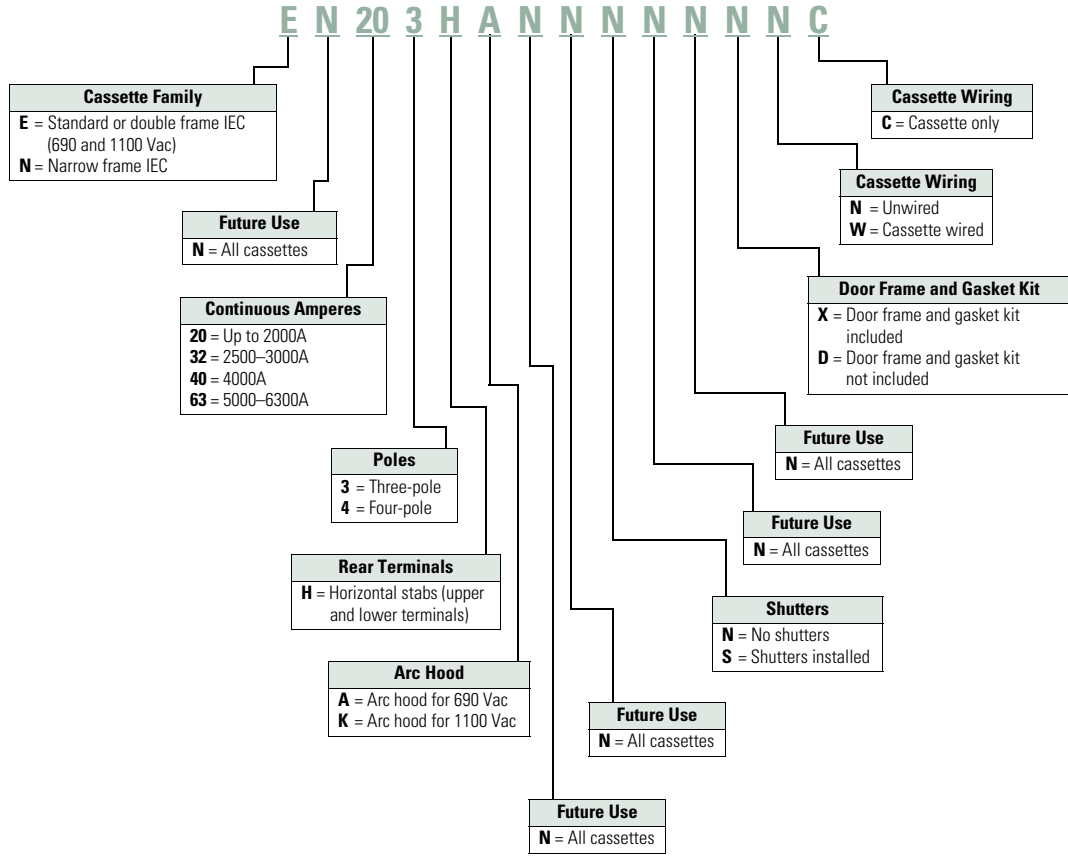 E N 20 3 H A N N N N N N N C
Cassette Family
E = Standard or double frame IEC
(690 and 1100 Vac)
N = Narrow frame IEC
Future Use
N = All cassettes
Continuous Amperes
20 = Up to 2000A
32 = 2500–3000A
40 = 4000A
63 = 5000–6300A
Poles
3 = Three-pole
4 = Four-pole
Rear Terminals
H = Horizontal stabs (upper
and lower terminals)
Arc Hood
A = Arc hood for 690 Vac
K = Arc hood for 1100 Vac
Future Use
N = All cassettes
Future Use
N = All cassettes
Shutters
N = No shutters
S = Shutters installed
Future Use
N = All cassettes
Future Use
N = All cassettes
Door Frame and Gasket Kit
X = Door frame and gasket kit
included
D = Door frame and gasket kit
not included
Cassette Wiring
N = Unwired
W = Cassette wired
Cassette Wiring
C = Cassette only